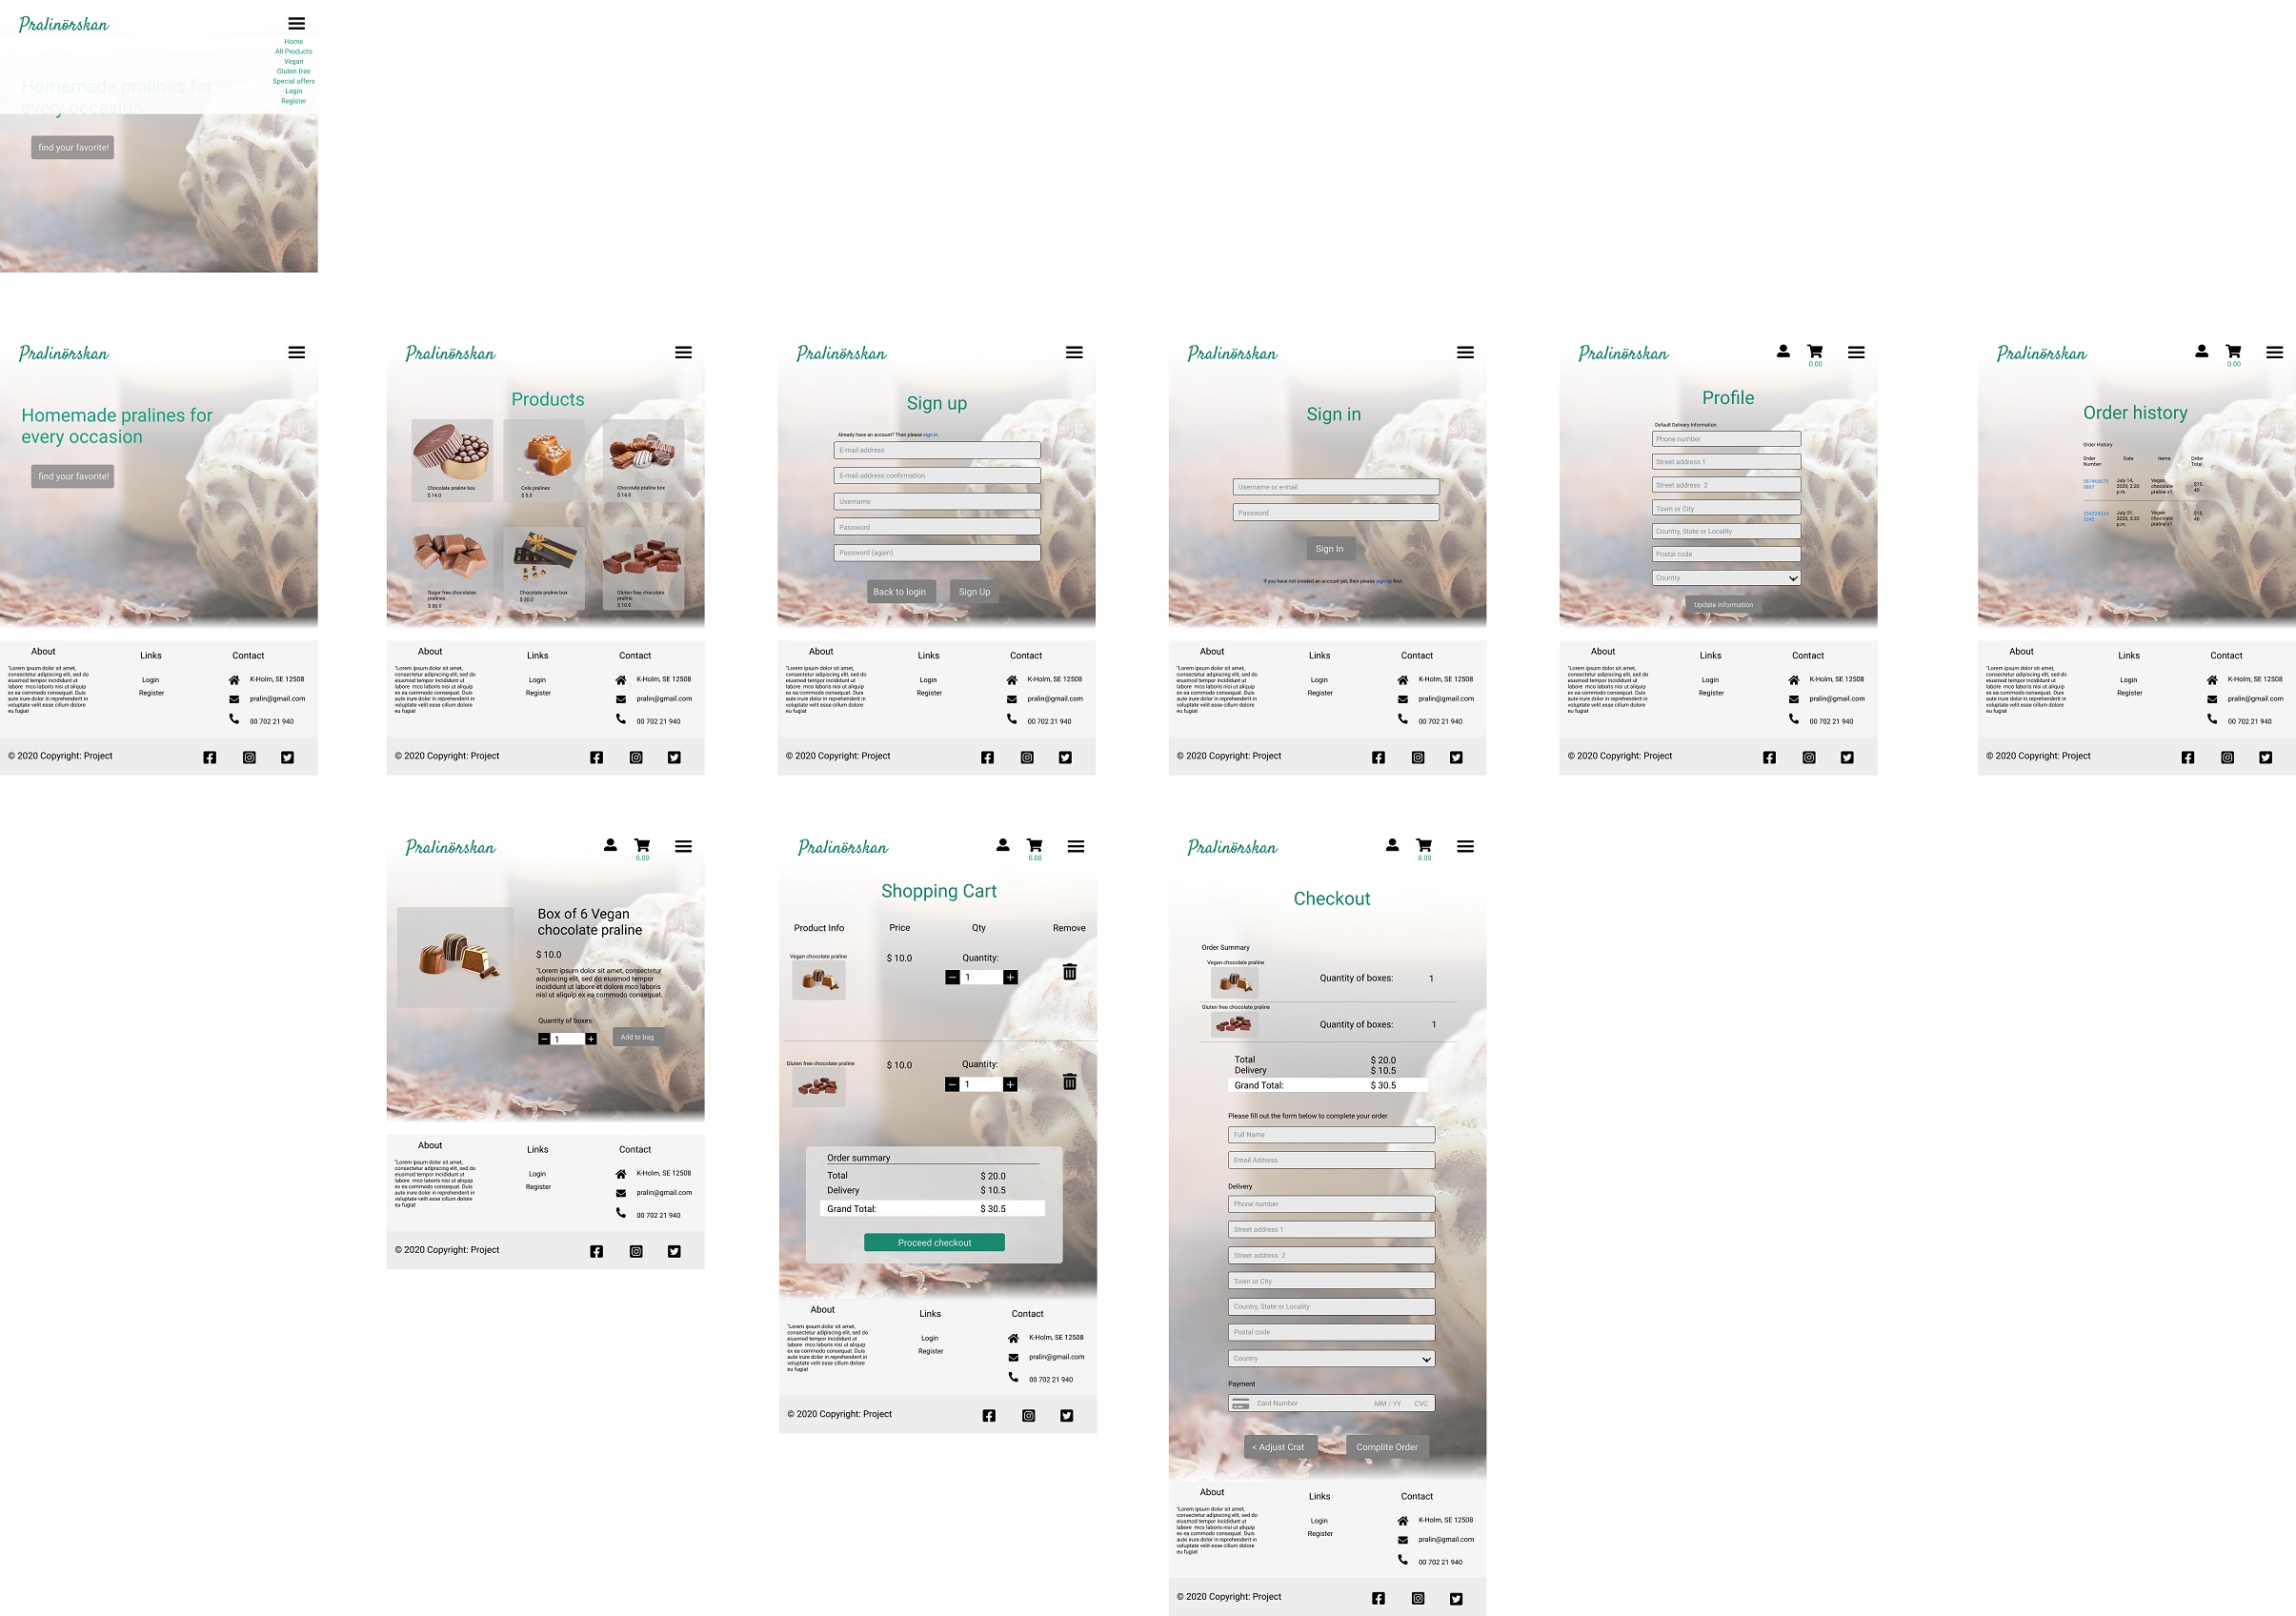 Pralinörskan
Home
All Products
Vegan
Gluten free
Special offers
Login
Register
Homemade pralines for
every occasion
find your favorite!
Pralinörskan
Homemade pralines for
every occasion
find your favorite!
About
"Lorem ipsum dolor sit amet,
consectetur adipiscing elit, sed do
eiusmod tempor incididunt ut
labore mco laboris nisi ut aliquip
ex ea commodo consequat. Duis
aute irure dolor in reprehenderit in
voluptate velit esse cillum dolore
eu fugiat
Links
Login
Register
Contact
K-Holm, SE 12508
pralin@gmail.com
00 702 21 940
© 2020 Copyright: Project
Pralinörskan
Products
Chocolate praline box
$ 14.0
Cola pralines
$ 5.0
Chocolate praline box
$ 14.0
Sugar free chocolates
pralines
$ 30.0
Chocolate praline box
$ 20.0
Gluten free chocolate
praline
$ 10.0
About
"Lorem ipsum dolor sit amet,
consectetur adipiscing elit, sed do
eiusmod tempor incididunt ut
labore mco laboris nisi ut aliquip
ex ea commodo consequat. Duis
aute irure dolor in reprehenderit in
voluptate velit esse cillum dolore
eu fugiat
Links
Login
Register
Contact
K-Holm, SE 12508
pralin@gmail.com
00 702 21 940
© 2020 Copyright: Project
Pralinörskan
Sign up
Already have an account? Then please sign in.
E-mail address
E-mail address confirmation
Username
Password
Password (again)
Back to login
Sign Up
About
"Lorem ipsum dolor sit amet,
consectetur adipiscing elit, sed do
eiusmod tempor incididunt ut
labore mco laboris nisi ut aliquip
ex ea commodo consequat. Duis
aute irure dolor in reprehenderit in
voluptate velit esse cillum dolore
eu fugiat
Links
Login
Register
Contact
K-Holm, SE 12508
pralin@gmail.com
00 702 21 940
© 2020 Copyright: Project
Pralinörskan
Sign in
Username or e-mail
Password
Sign In
If you have not created an account yet, then please sign up first.
About
"Lorem ipsum dolor sit amet,
consectetur adipiscing elit, sed do
eiusmod tempor incididunt ut
labore mco laboris nisi ut aliquip
ex ea commodo consequat. Duis
aute irure dolor in reprehenderit in
voluptate velit esse cillum dolore
eu fugiat
Links
Login
Register
Contact
K-Holm, SE 12508
pralin@gmail.com
00 702 21 940
© 2020 Copyright: Project
Pralinörskan
0.00
Profile
Default Delivery Information
Phone number
Street address 1
Street address 2
Town or City
Country, State or Locality
Postal code
Country
Update information
About
"Lorem ipsum dolor sit amet,
consectetur adipiscing elit, sed do
eiusmod tempor incididunt ut
labore mco laboris nisi ut aliquip
ex ea commodo consequat. Duis
aute irure dolor in reprehenderit in
voluptate velit esse cillum dolore
eu fugiat
Links
Login
Register
Contact
K-Holm, SE 12508
pralin@gmail.com
00 702 21 940
© 2020 Copyright: Project
Pralinörskan
0.00
Order history
Order History
Order
Number
Date
Items
Order
Total
July 14,
2020, 2:20
p.m.
Vegan
chocolate
praline x1
$15.
40
July 01,
2020, 5:20
p.m.
Vegan
chocolate
praline x1
$15.
40
About
"Lorem ipsum dolor sit amet,
consectetur adipiscing elit, sed do
eiusmod tempor incididunt ut
labore mco laboris nisi ut aliquip
ex ea commodo consequat. Duis
aute irure dolor in reprehenderit in
voluptate velit esse cillum dolore
eu fugiat
Links
Login
Register
Contact
K-Holm, SE 12508
pralin@gmail.com
00 702 21 940
© 2020 Copyright: Project
Pralinörskan
0.00
Box of 6 Vegan
chocolate praline
$ 10.0
"Lorem ipsum dolor sit amet, consectetur
adipiscing elit, sed do eiusmod tempor
incididunt ut labore et dolore mco laboris
nisi ut aliquip ex ea commodo consequat.
Quantity of boxes:
1
Add to bag
About
"Lorem ipsum dolor sit amet,
consectetur adipiscing elit, sed do
eiusmod tempor incididunt ut
labore mco laboris nisi ut aliquip
ex ea commodo consequat. Duis
aute irure dolor in reprehenderit in
voluptate velit esse cillum dolore
eu fugiat
Links
Login
Register
Contact
K-Holm, SE 12508
pralin@gmail.com
00 702 21 940
© 2020 Copyright: Project
Pralinörskan
0.00
Shopping Cart
Product Info
Price
Qty
Remove
Vegan chocolate praline
$ 10.0
Quantity:
1
Gluten free chocolate praline
$ 10.0
Quantity:
1
Order summary
Total $ 20.0
Delivery $ 10.5
Grand Total: $ 30.5
Proceed checkout
About
"Lorem ipsum dolor sit amet,
consectetur adipiscing elit, sed do
eiusmod tempor incididunt ut
labore mco laboris nisi ut aliquip
ex ea commodo consequat. Duis
aute irure dolor in reprehenderit in
voluptate velit esse cillum dolore
eu fugiat
Links
Login
Register
Contact
K-Holm, SE 12508
pralin@gmail.com
00 702 21 940
© 2020 Copyright: Project
Pralinörskan
0.00
Checkout
Order Summary
Vegan chocolate praline
Quantity of boxes: 1
Gluten free chocolate praline
Quantity of boxes: 1
Total $ 20.0
Delivery $ 10.5
Grand Total: $ 30.5
Please fill out the form below to complete your order
Full Name
Email Address
Delivery
Phone number
Street address 1
Street address 2
Town or City
Country, State or Locality
Postal code
Country
Payment
Card Number MM / YY CVC
< Adjust Crat
Complite Order
About
"Lorem ipsum dolor sit amet,
consectetur adipiscing elit, sed do
eiusmod tempor incididunt ut
labore mco laboris nisi ut aliquip
ex ea commodo consequat. Duis
aute irure dolor in reprehenderit in
voluptate velit esse cillum dolore
eu fugiat
Links
Login
Register
Contact
K-Holm, SE 12508
pralin@gmail.com
00 702 21 940
© 2020 Copyright: Project